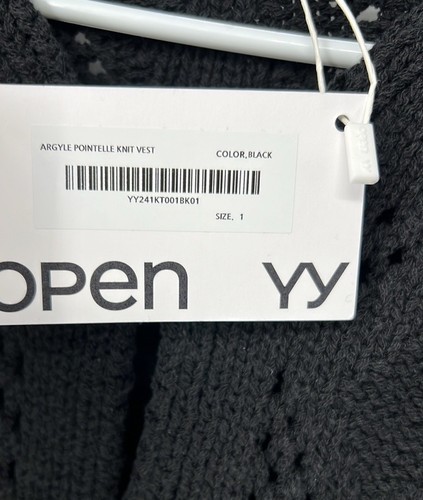 ARGYLE POINTELLE KNIT VEST COLOR,BLACK
YY241KT001BK01
SIZE, 1
open YY